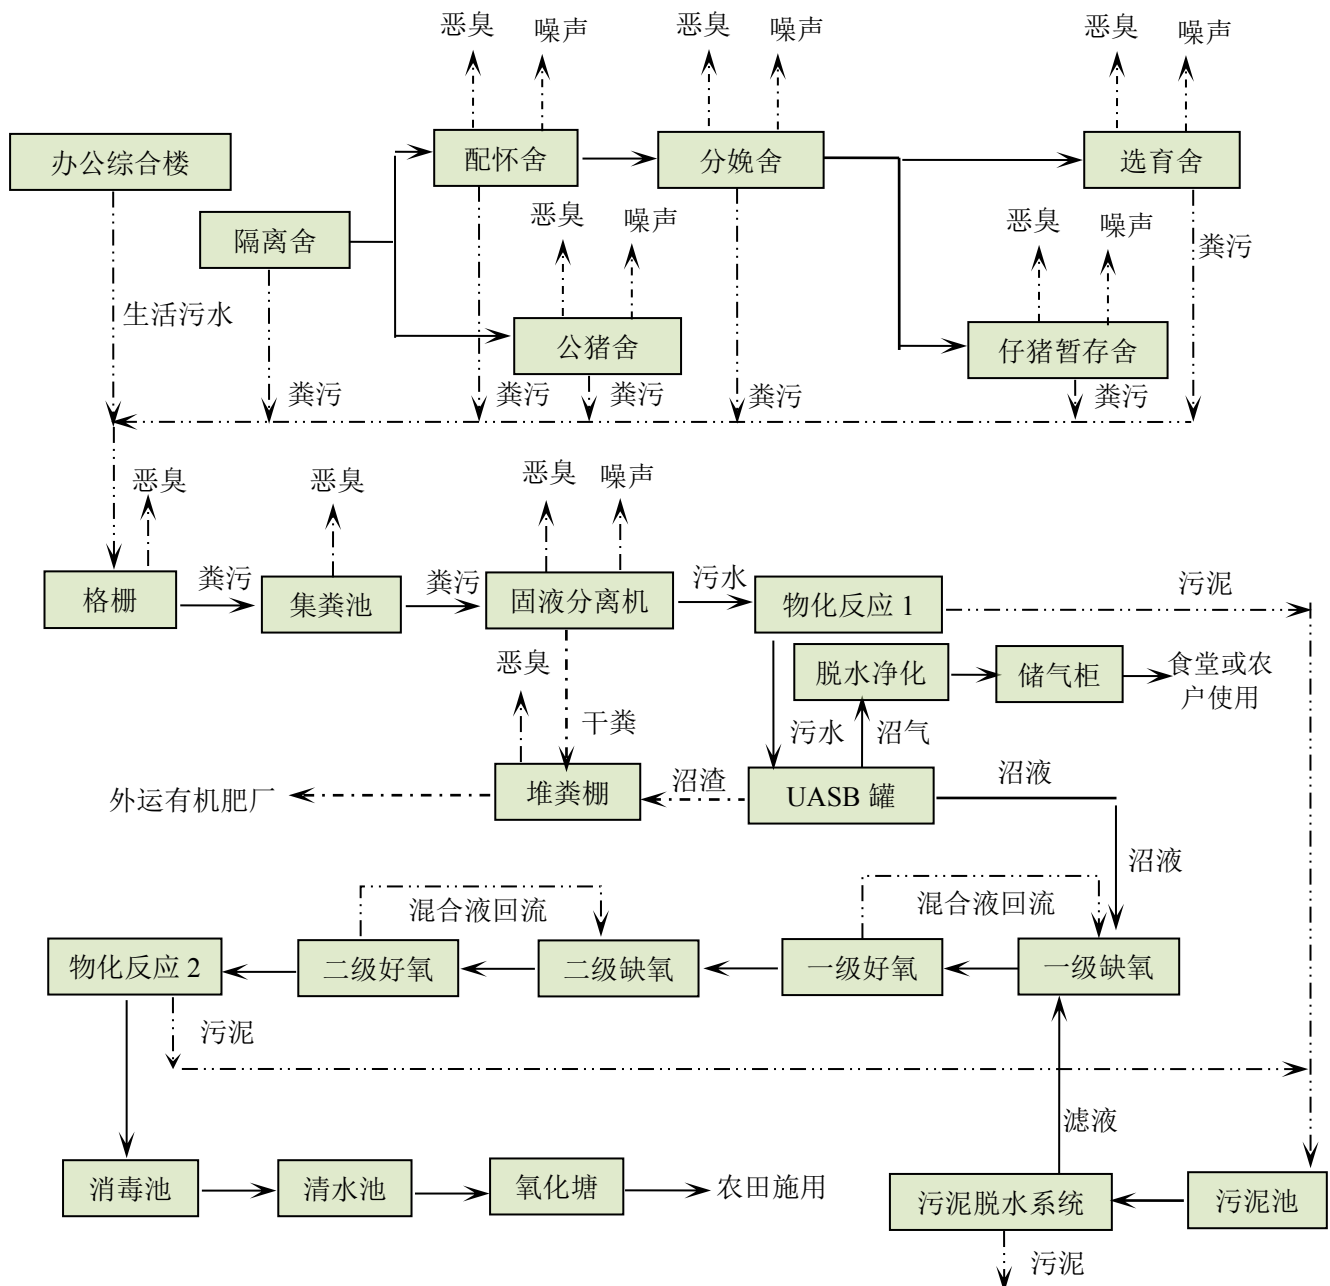 恶臭
噪声
恶臭
噪声
恶臭
噪声
办公综合楼
配怀舍
分娩舍
选育舍
隔离舍
恶臭
噪声
恶臭
噪声
粪污
生活污水
公猪舍
仔猪暂存舍
粪污
粪污
粪污
粪污
粪污
恶臭
恶臭
恶臭
噪声
格栅
粪污
集粪池
粪污
固液分离机
污水
物化反应 1
污泥
恶臭
脱水净化
储气柜
食堂或农
户使用
干粪
污水
沼气
外运有机肥厂
堆粪棚
沼渣
UASB 罐
沼液
沼液
混合液回流
混合液回流
物化反应 2
二级好氧
二级缺氧
一级好氧
一级缺氧
污泥
滤液
消毒池
清水池
氧化塘
农田施用
污泥脱水系统
污泥池
污泥